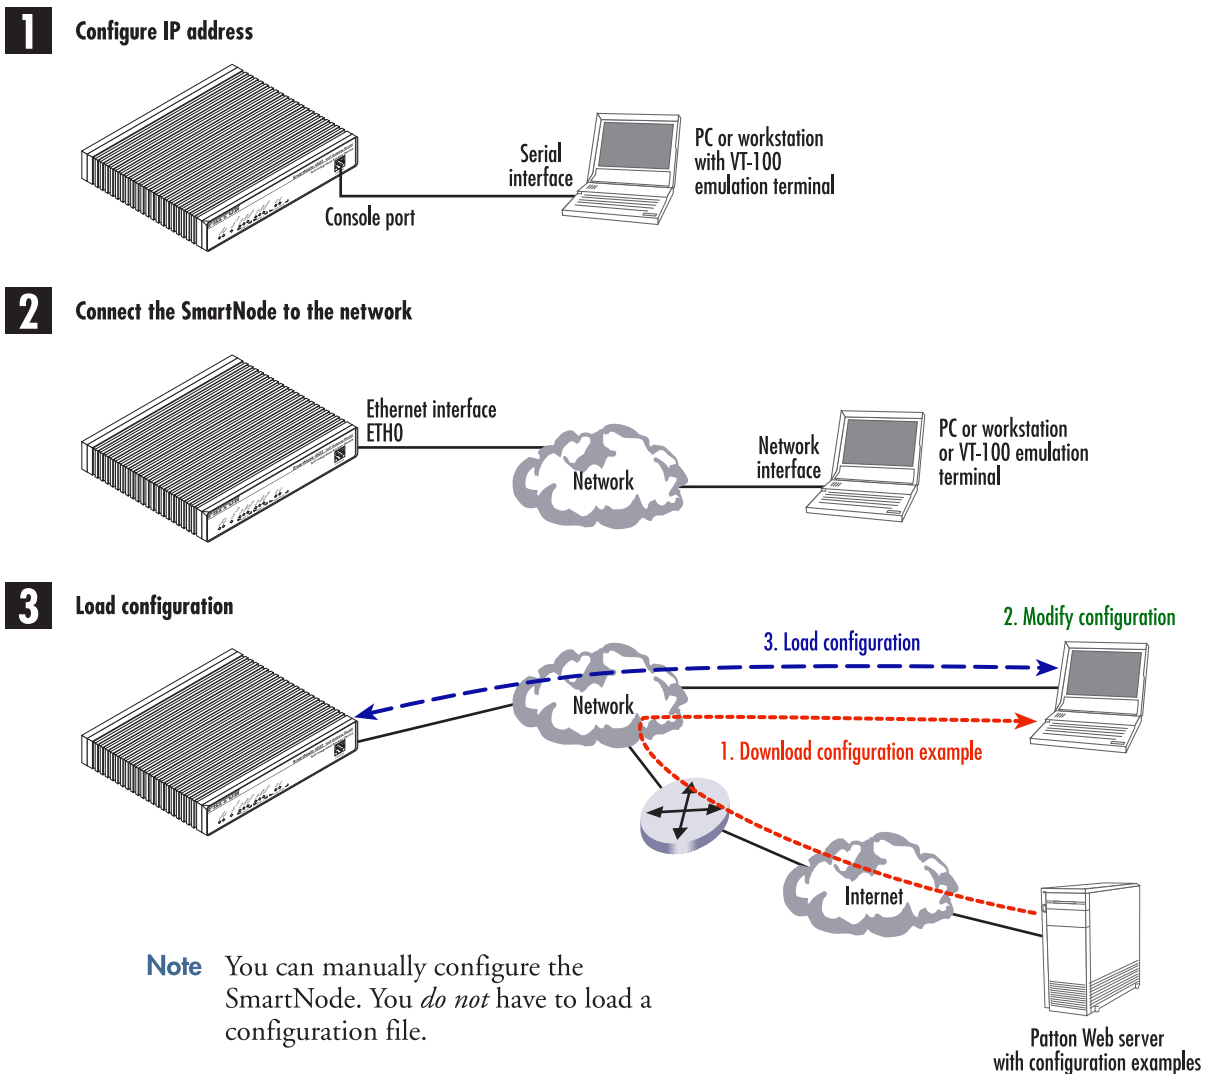 1 Configure IP address
Serial
interface
PC or workstation
with VT-100
emulation terminal
Console port
2 Connect the SmartNode to the network
Ethernet interface
ETH0
Network
Network
interface
PC or workstation
or VT-100 emulation
terminal
3 Load configuration
2. Modify configuration
3. Load configuration
Network
1. Download configuration example
Internet
Note You can manually configure the
SmartNode. You do not have to load a
configuration file.
Patton Web server
with configuration examples